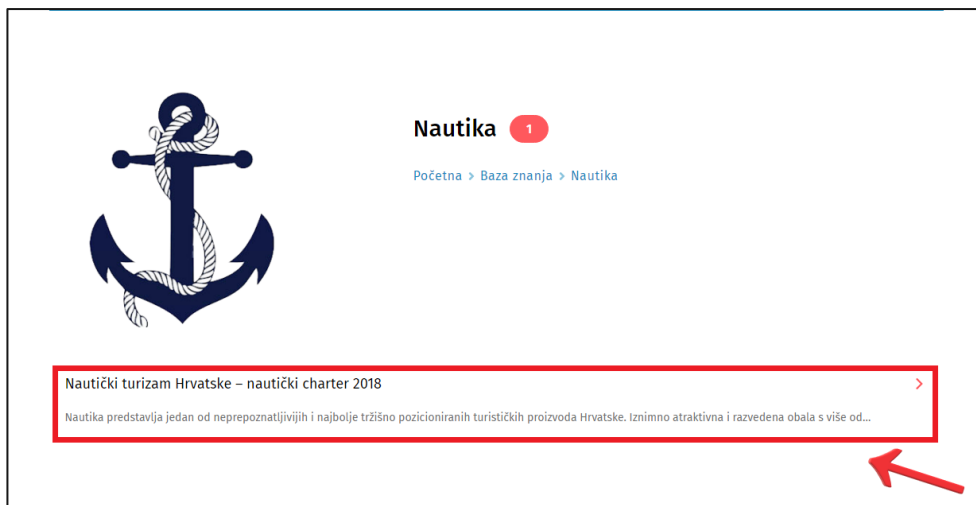 Nautika 1
Početna > Baza znanja > Nautika
Nautički turizam Hrvatske – nautički charter 2018
Nautika predstavlja jedan od neprepoznatljivijih i najbolje tržišno pozicioniranih turističkih proizvoda Hrvatske. Iznimno atraktivna i razvedena obala s više od...